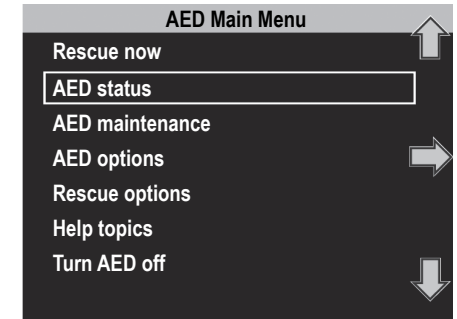 AED Main Menu
Rescue now
AED status
AED maintenance
AED options
Rescue options
Help topics
Turn AED off